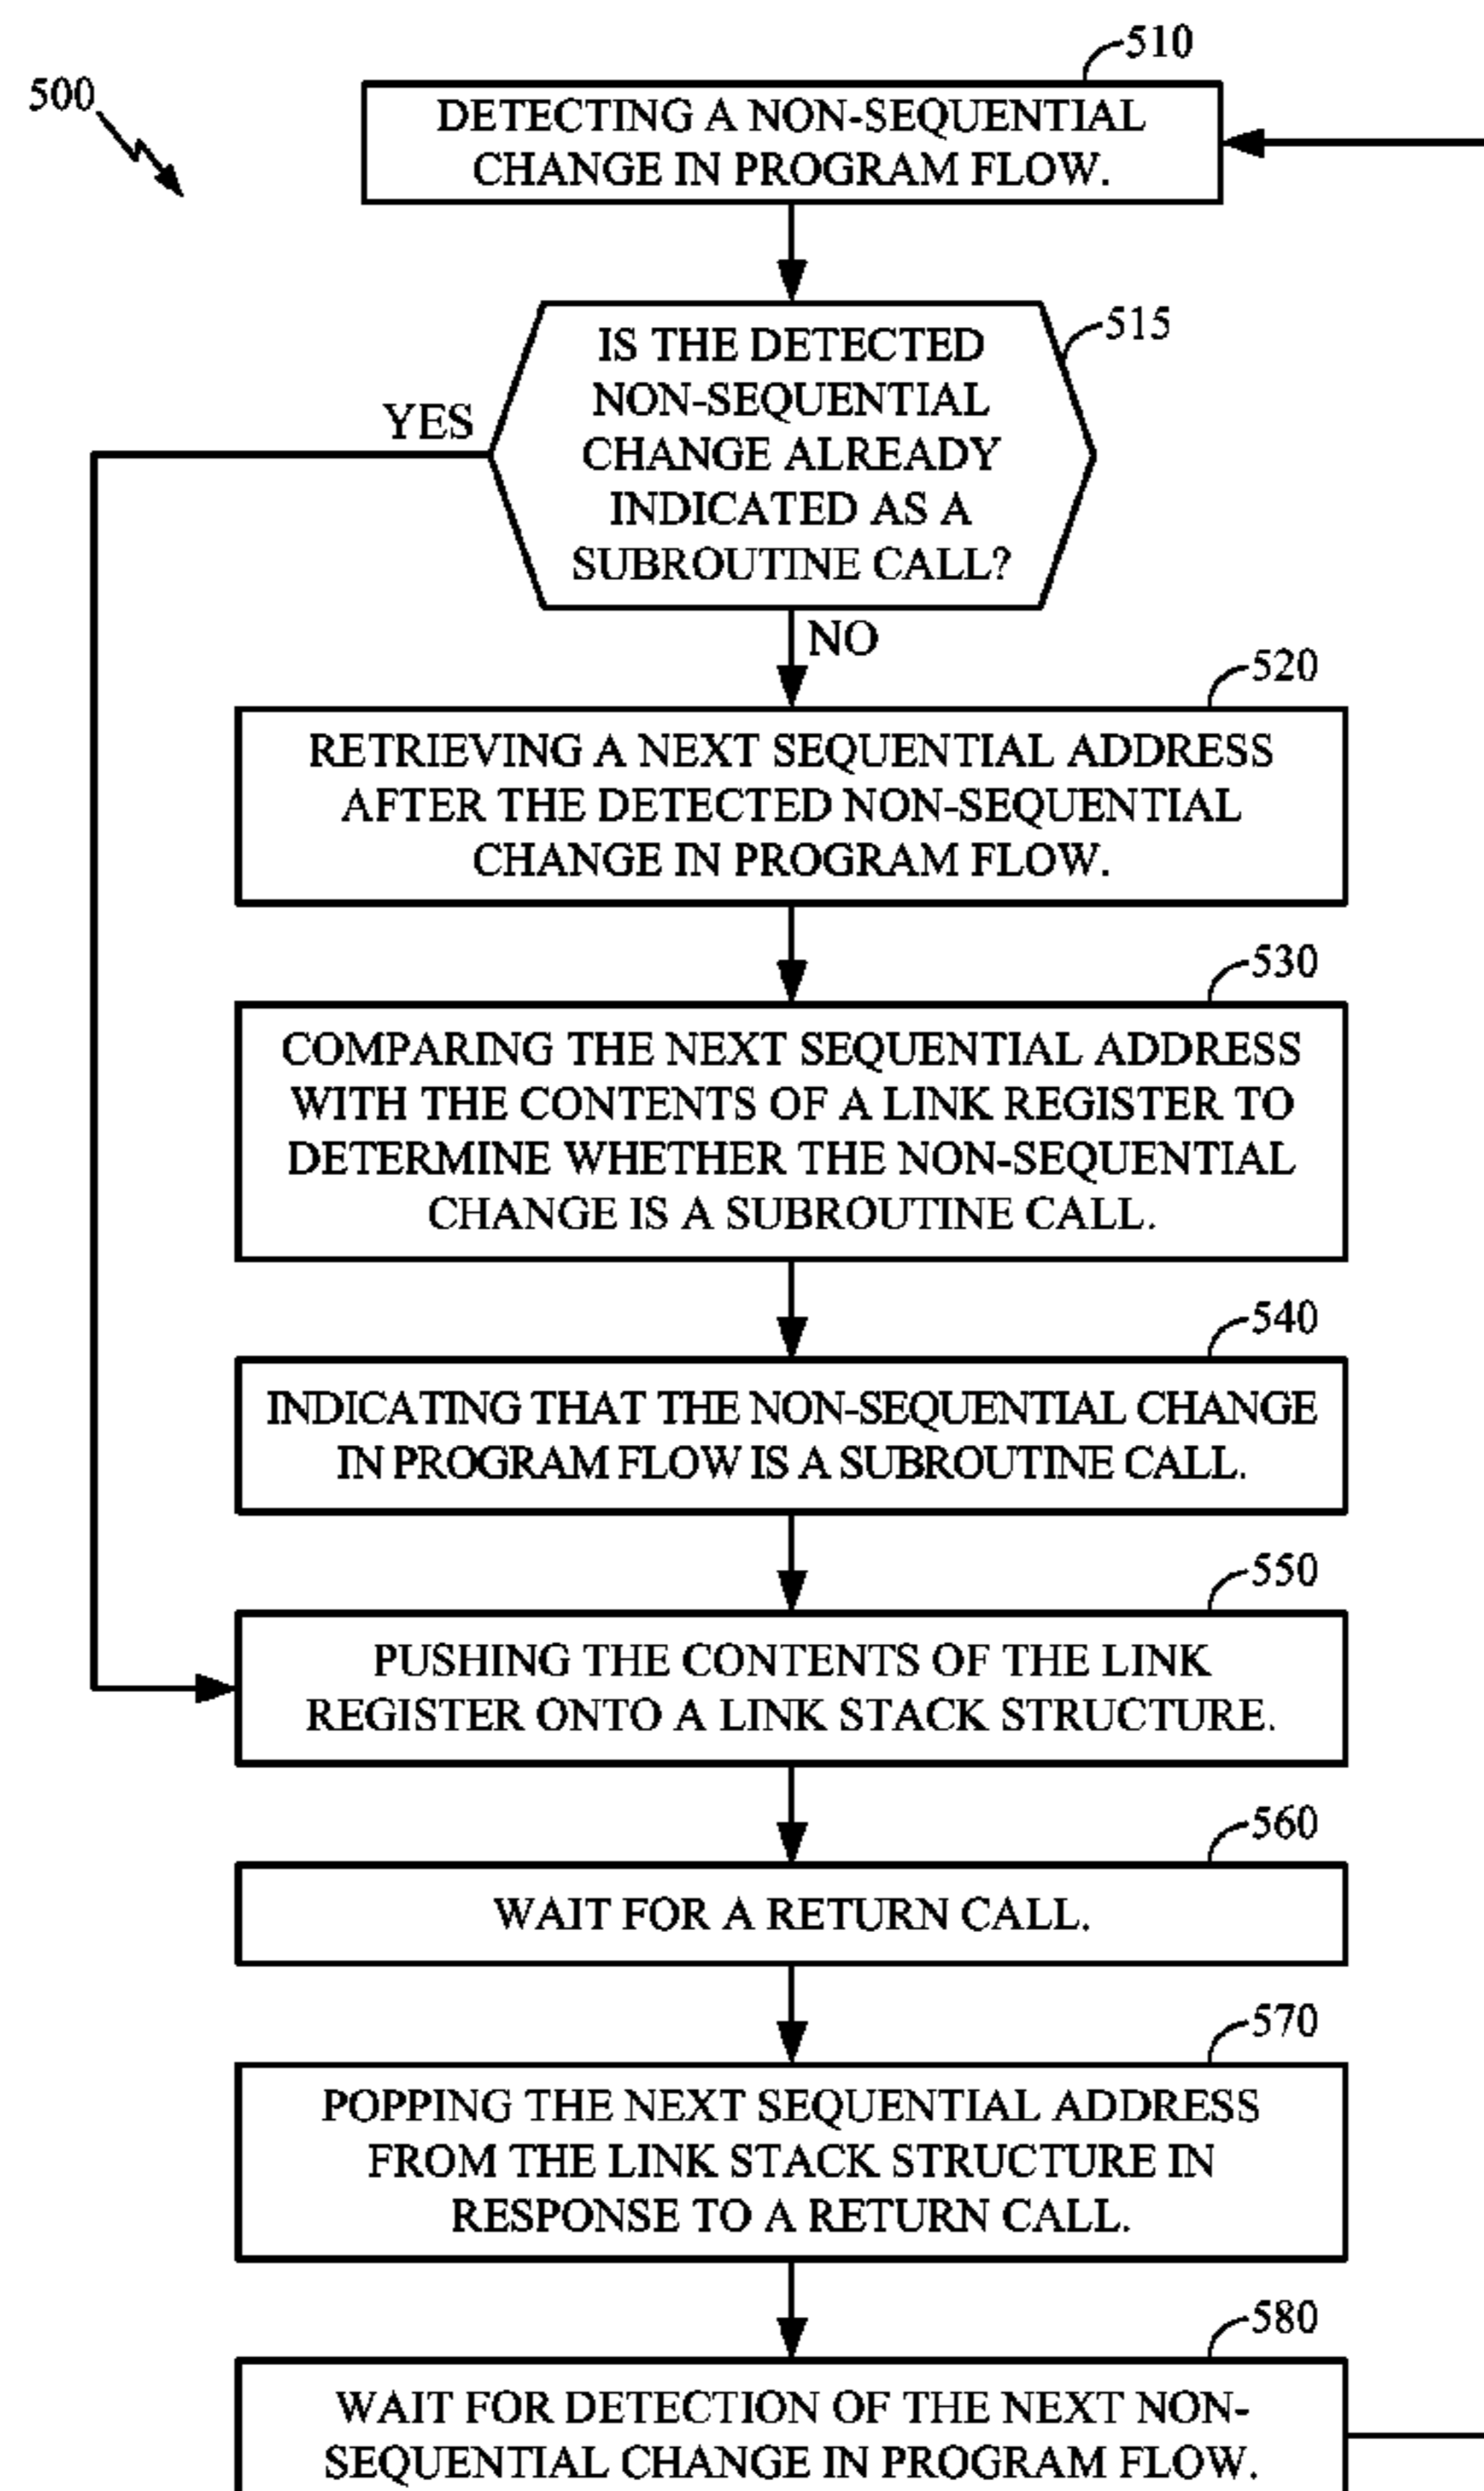 510
500
DETECTING A NON-SEQUENTIAL
CHANGE IN PROGRAM FLOW.
515
IS THE DETECTED
NON-SEQUENTIAL
CHANGE ALREADY
INDICATED AS A
SUBROUTINE CALL?
YES
NO
520
RETRIEVING A NEXT SEQUENTIAL ADDRESS
AFTER THE DETECTED NON-SEQUENTIAL
CHANGE IN PROGRAM FLOW.
530
COMPARING THE NEXT SEQUENTIAL ADDRESS
WITH THE CONTENTS OF A LINK REGISTER TO
DETERMINE WHETHER THE NON-SEQUENTIAL
CHANGE IS A SUBROUTINE CALL.
540
INDICATING THAT THE NON-SEQUENTIAL CHANGE
IN PROGRAM FLOW IS A SUBROUTINE CALL.
550
PUSHING THE CONTENTS OF THE LINK
REGISTER ONTO A LINK STACK STRUCTURE.
560
WAIT FOR A RETURN CALL.
570
POPPING THE NEXT SEQUENTIAL ADDRESS
FROM THE LINK STACK STRUCTURE IN
RESPONSE TO A RETURN CALL.
580
WAIT FOR DETECTION OF THE NEXT NON-
SEQUENTIAL CHANGE IN PROGRAM FLOW.